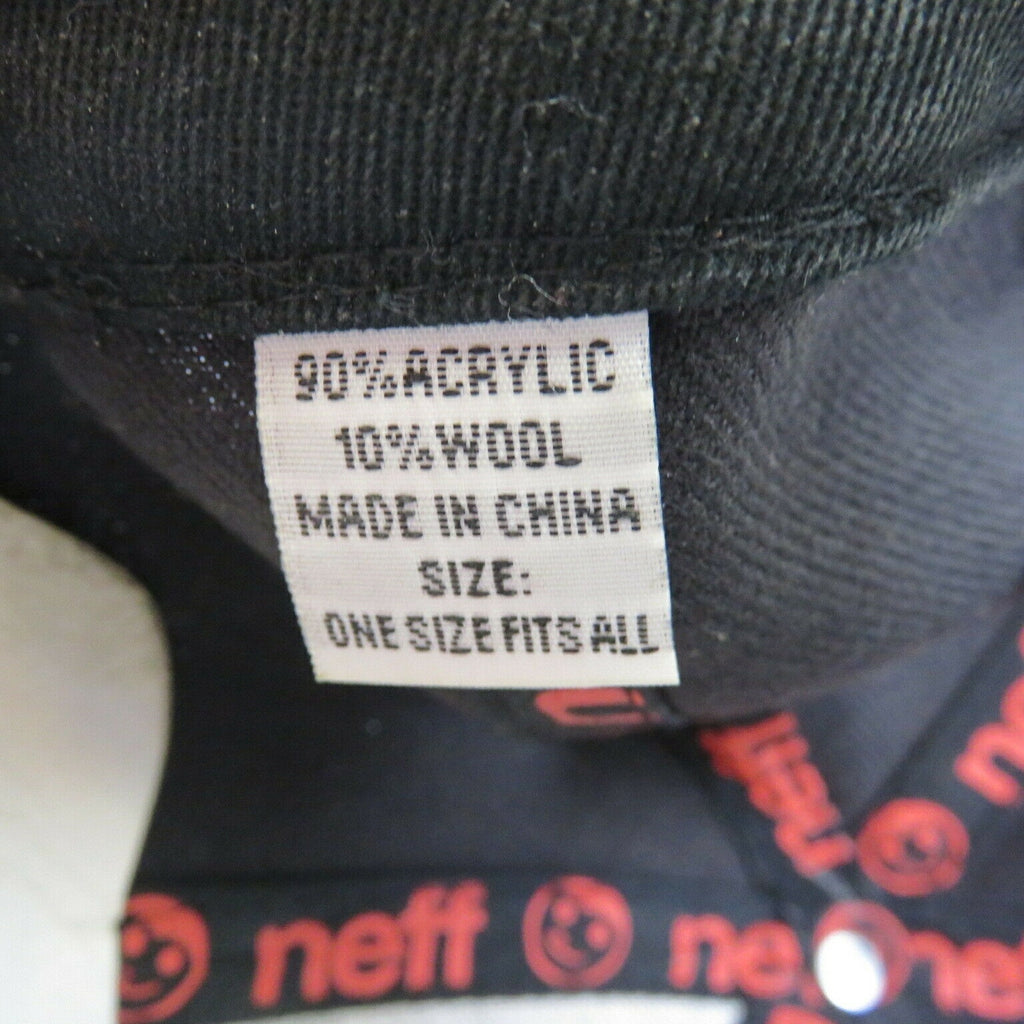 90% ACRYLIC
10% WOOL
MADE IN CHINA
SIZE:
ONE SIZE FITS ALL
neff
neff